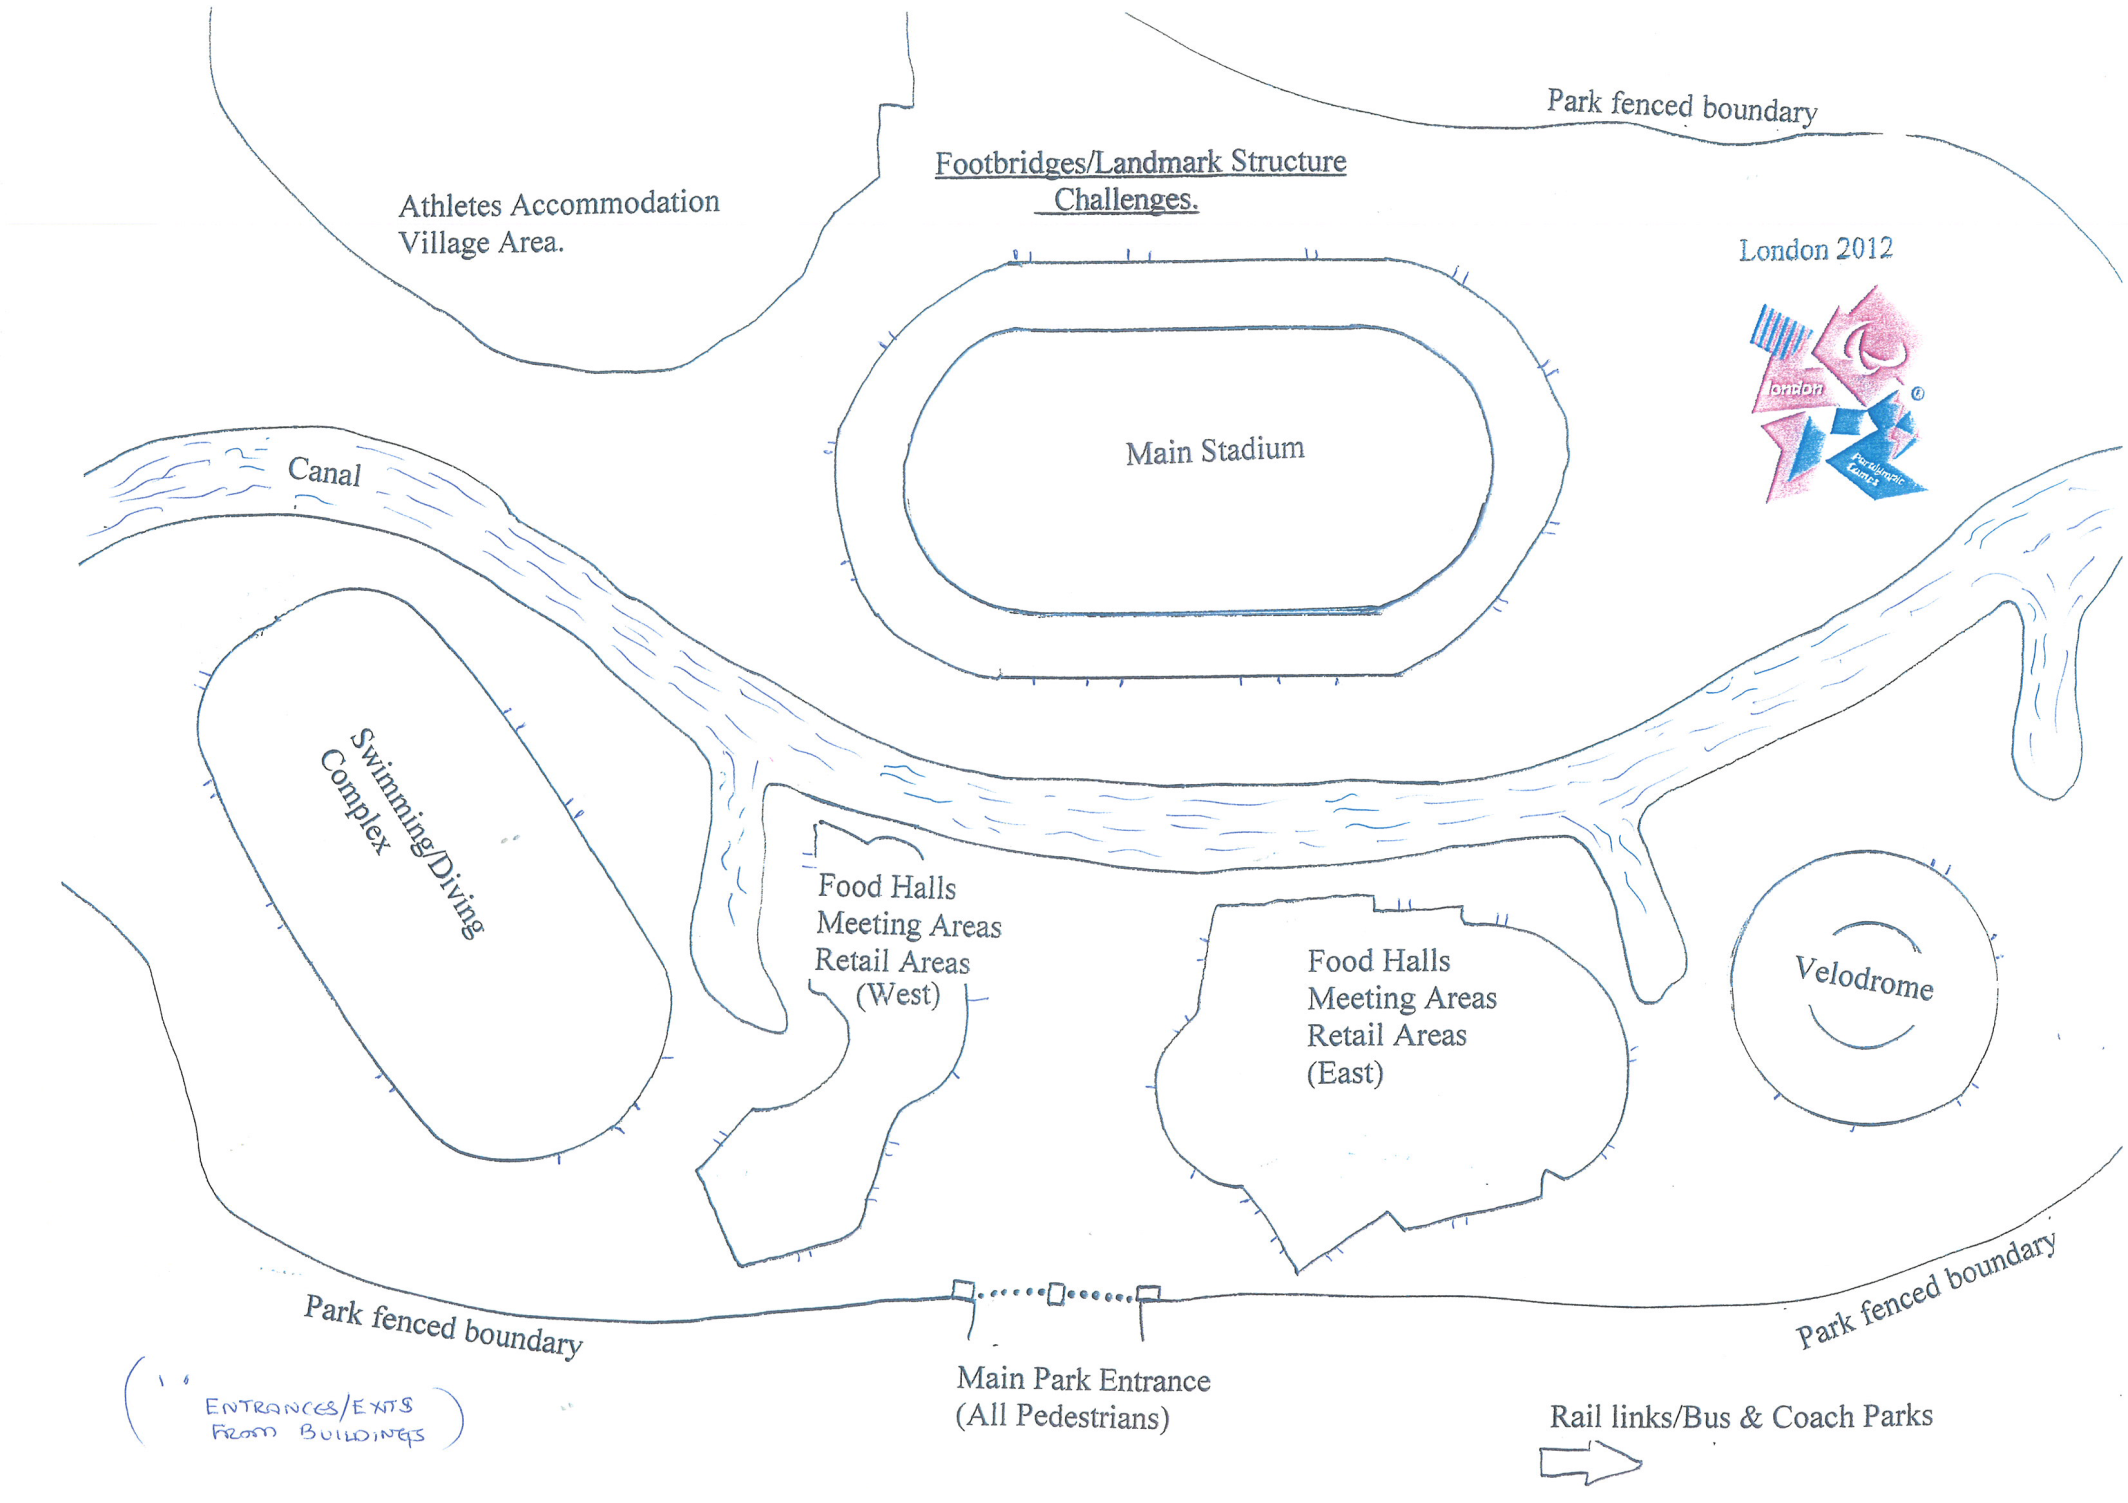 Park fenced boundary
Footbridges/Landmark Structure
Challenges.
Athletes Accommodation
Village Area.
London 2012
london
Paralympic
Games
Main Stadium
Canal
Swimming/Diving
Complex
Food Halls
Meeting Areas
Retail Areas
(West)
Food Halls
Meeting Areas
Retail Areas
(East)
Velodrome
Park fenced boundary
Park fenced boundary
Main Park Entrance
(All Pedestrians)
ENTRANCES/EXITS
FROM BUILDINGS
Rail links/Bus & Coach Parks